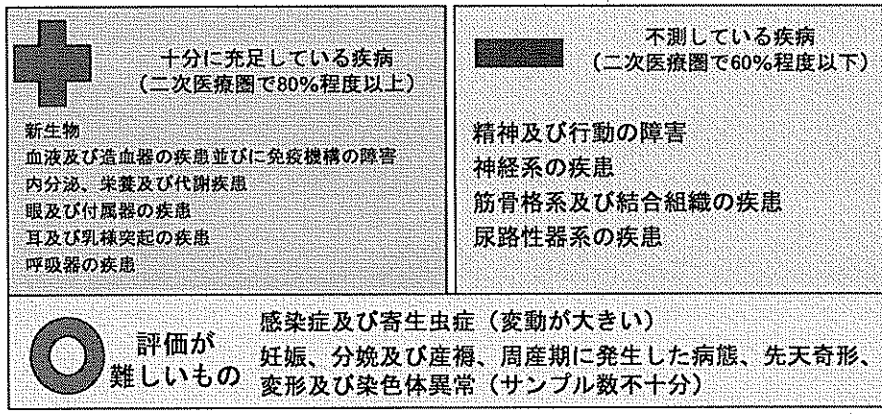 十分に充足している疾病
(二次医療圏で80%程度以上)
新生物
血液及び造血器の疾患並びに免疫機構の障害
内分泌、栄養及び代謝疾患
眼及び付属器の疾患
耳及び乳様突起の疾患
呼吸器の疾患
不測している疾病
(二次医療圏で60%程度以下)
精神及び行動の障害
神経系の疾患
筋骨格系及び結合組織の疾患
尿路性器系の疾患
評価が
難しいもの
感染症及び寄生虫症(変動が大きい)
妊娠、分娩及び産褥、周産期に発生した病態、先天奇形、
変形及び染色体異常(サンプル数不十分)